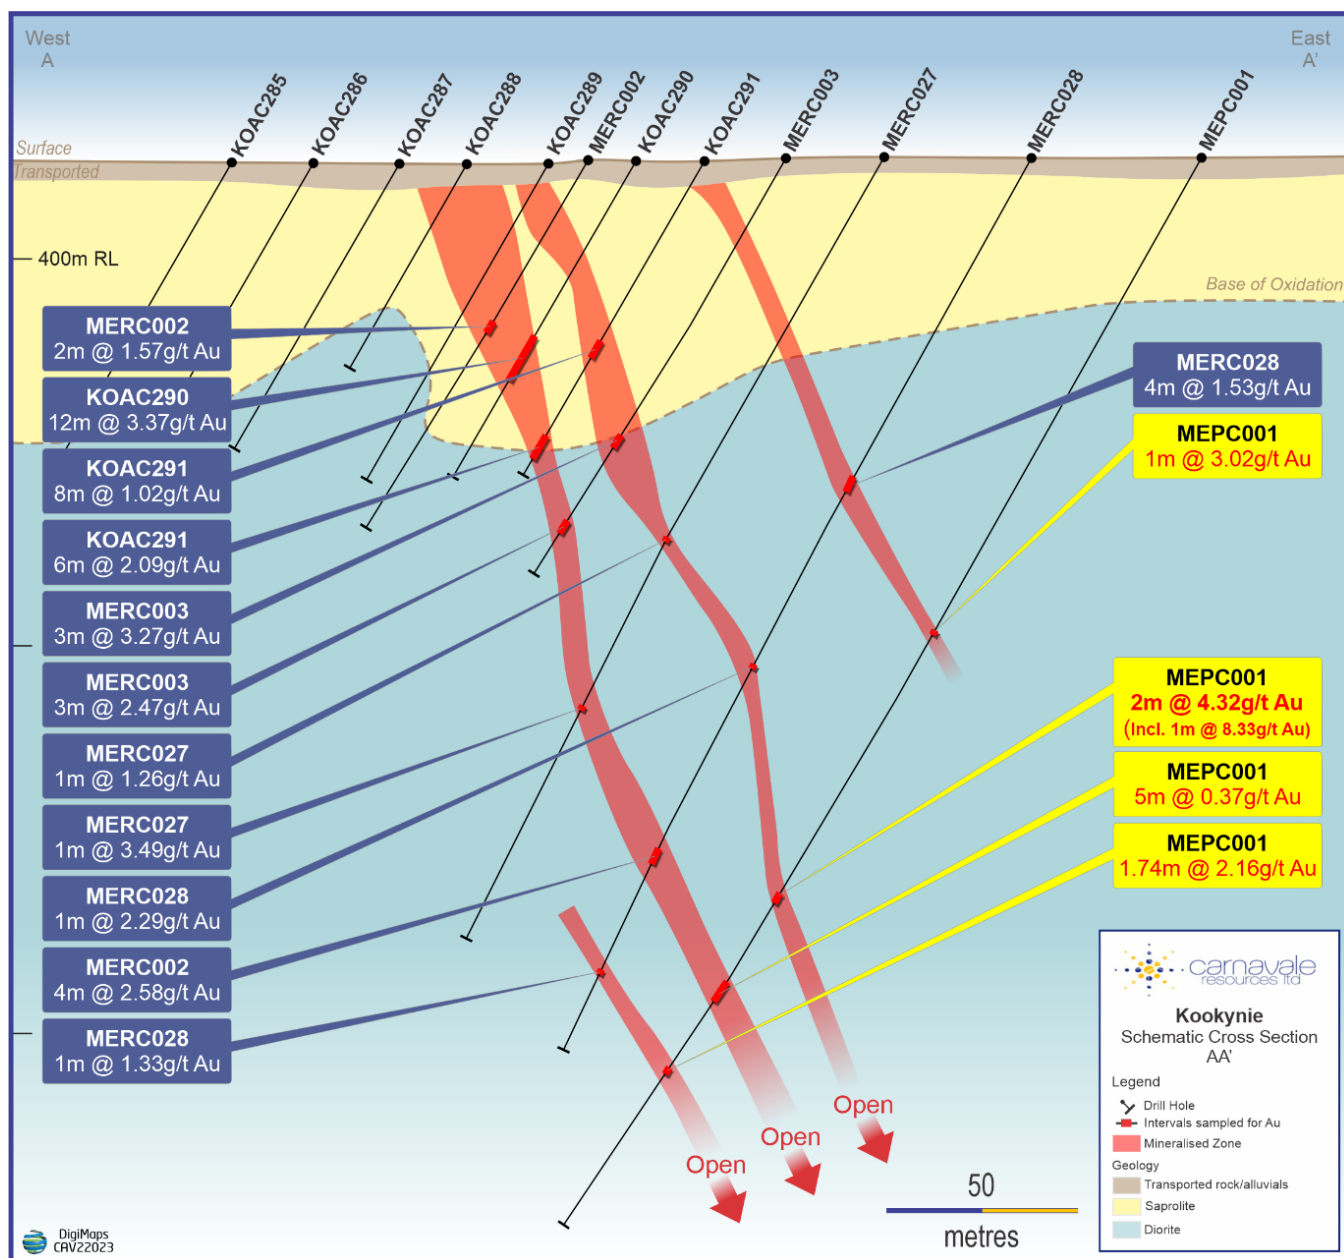 West
A
East
A'
KOAC285
KOAC286
KOAC287
KOAC288
KOAC289
MERC002
KOAC290
KOAC291
MERC003
MERC027
MERC028
MEPC001
Surface
Transported
400m RL
Base of Oxidation
MERC002
2m @ 1.57g/t Au
KOAC290
12m @ 3.37g/t Au
KOAC291
8m @ 1.02g/t Au
KOAC291
6m @ 2.09g/t Au
MERC003
3m @ 3.27g/t Au
MERC003
3m @ 2.47g/t Au
MERC027
1m @ 1.26g/t Au
MERC027
1m @ 3.49g/t Au
MERC028
1m @ 2.29g/t Au
MERC002
4m @ 2.58g/t Au
MERC028
1m @ 1.33g/t Au
MERC028
4m @ 1.53g/t Au
MEPC001
1m @ 3.02g/t Au
MEPC001
2m @ 4.32g/t Au
(Incl. 1m @ 8.33g/t Au)
MEPC001
5m @ 0.37g/t Au
MEPC001
1.74m @ 2.16g/t Au
Open
Open
Open
50
metres
carnavale
resources ltd
Kookynie
Schematic Cross Section
AA'
Legend
Drill Hole
Intervals sampled for Au
Mineralised Zone
Geology
Transported rock/alluvials
Saprolite
Diorite
DigiMaps
CAV22023